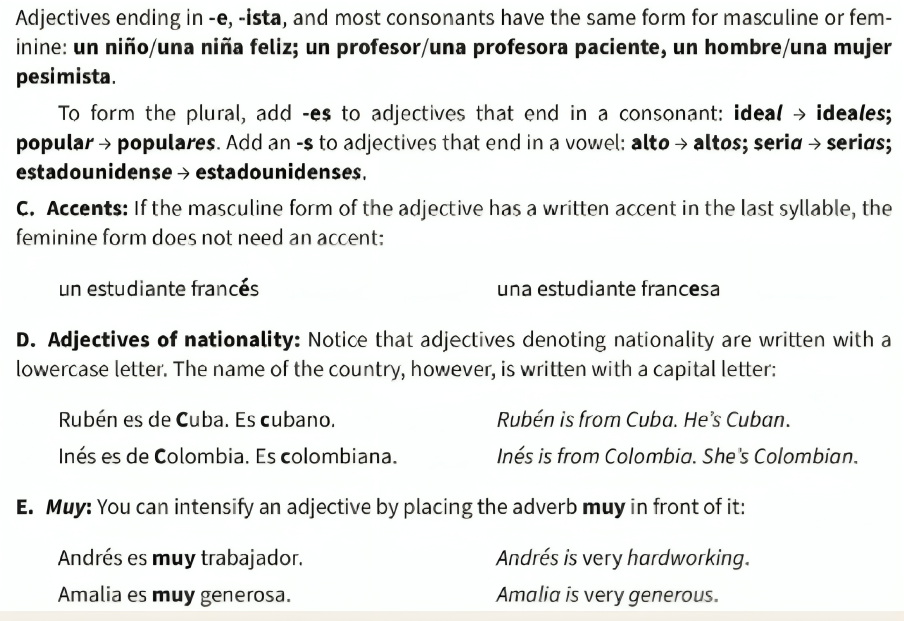 Adjectives ending in -e, -ista, and most consonants have the same form for masculine or fem-
inine: un niño/una niña feliz; un profesor/una profesora paciente, un hombre/una mujer
pesimista.
To form the plural, add -es to adjectives that end in a consonant: ideal → ideales;
popular → populares. Add an -s to adjectives that end in a vowel: alto → altos; seria → serias;
estadounidense → estadounidenses.
C. Accents: If the masculine form of the adjective has a written accent in the last syllable, the
feminine form does not need an accent:
un estudiante francés una estudiante francesa
D. Adjectives of nationality: Notice that adjectives denoting nationality are written with a
lowercase letter. The name of the country, however, is written with a capital letter:
Rubén es de Cuba. Es cubano. Rubén is from Cuba. He's Cuban.
Inés es de Colombia. Es colombiana. Inés is from Colombia. She's Colombian.
E. Muy: You can intensify an adjective by placing the adverb muy in front of it:
Andrés es muy trabajador. Andrés is very hardworking.
Amalia es muy generosa. Amalia is very generous.